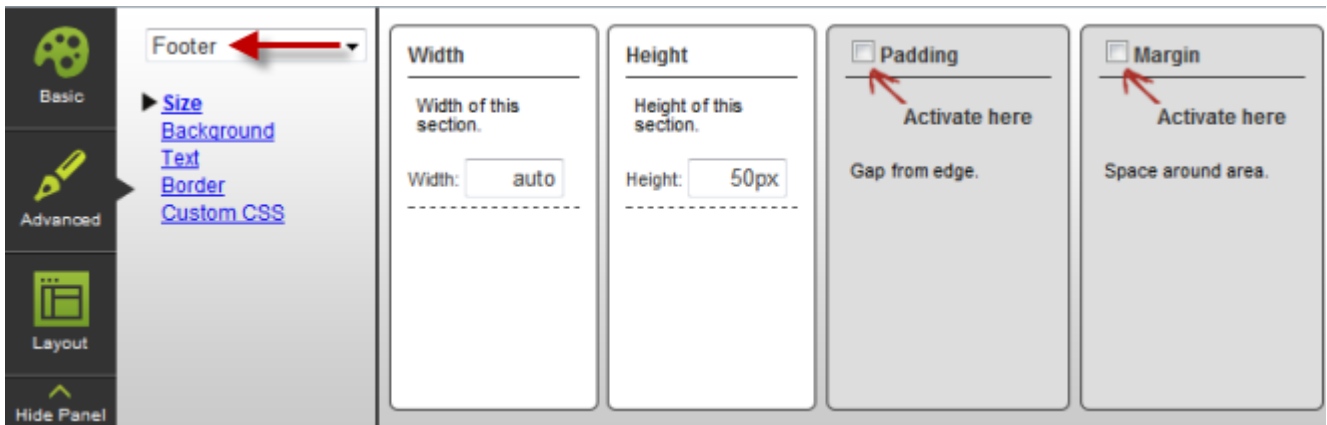 Basic
Advanced
Layout
Hide Panel
Footer
Size
Background
Text
Border
Custom CSS
Width
Width of this
section.
Width: auto
Height
Height of this
section.
Height: 50px
Padding
Activate here
Gap from edge.
Margin
Activate here
Space around area.